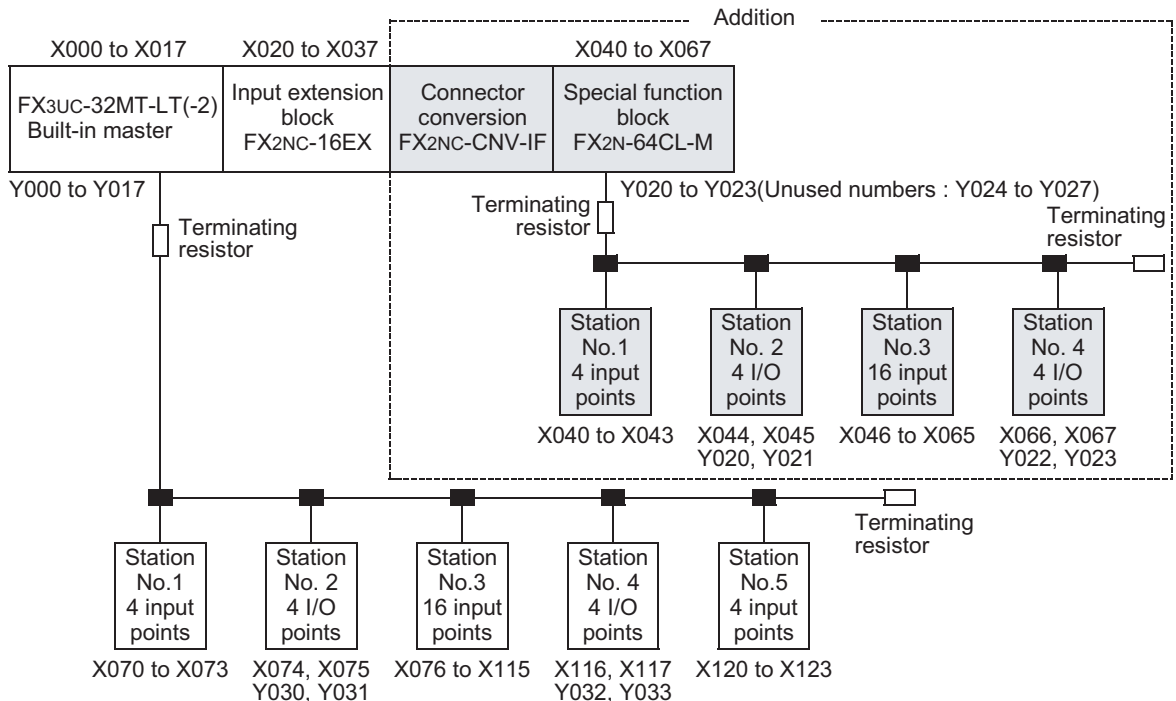 Addition
X000 to X017
X020 to X037
X040 to X067
FX3UC-32MT-LT(-2)
Built-in master
Input extension
block
FX2NC-16EX
Connector
conversion
FX2NC-CNV-IF
Special function
block
FX2N-64CL-M
Y000 to Y017
Y020 to Y023(Unused numbers : Y024 to Y027)
Terminating
resistor
Terminating
resistor
Terminating
resistor
Station
No.1
4 input
points
Station
No. 2
4 I/O
points
Station
No.3
16 input
points
Station
No. 4
4 I/O
points
X040 to X043
X044, X045
Y020, Y021
X046 to X065
X066, X067
Y022, Y023
Terminating
resistor
Station
No.1
4 input
points
Station
No. 2
4 I/O
points
Station
No.3
16 input
points
Station
No. 4
4 I/O
points
Station
No.5
4 input
points
X070 to X073
X074, X075
Y030, Y031
X076 to X115
X116, X117
Y032, Y033
X120 to X123